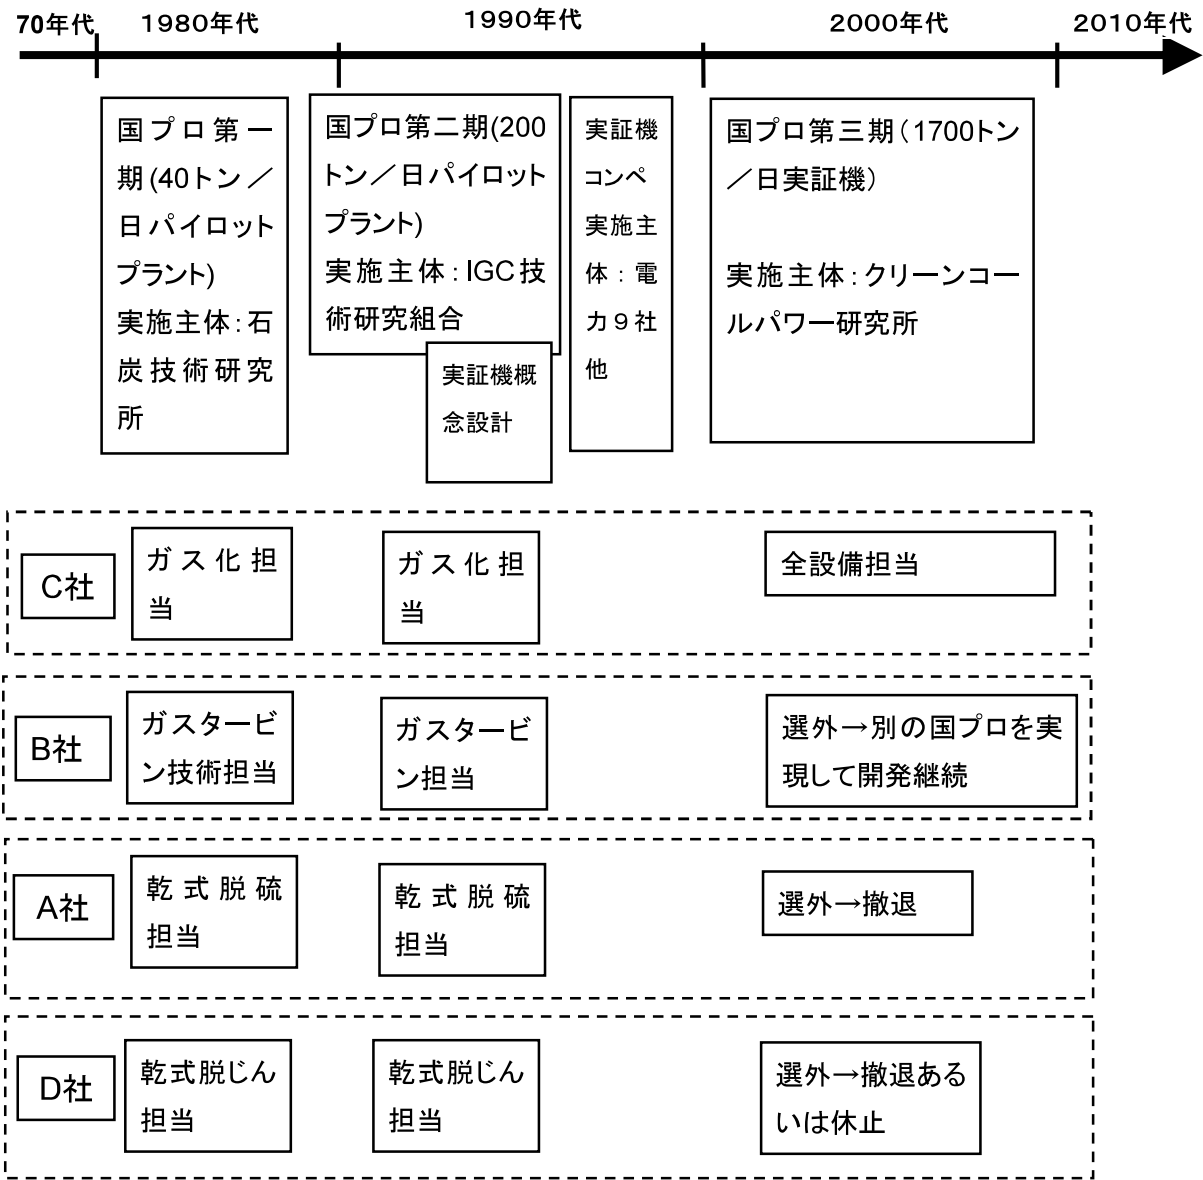 70年代
1980年代
1990年代
2000年代
2010年代
国プロ第一
期(40トン／
日パイロット
プラント)
実施主体：石
炭技術研究
所
国プロ第二期(200
トン／日パイロット
プラント)
実施主体：IGC技
術研究組合
実証機概
念設計
実証機
コンペ
実施主
体：電
力９社
他
国プロ第三期（1700トン
／日実証機）
実施主体：クリーンコー
ルパワー研究所
C社
ガス化担
当
ガス化担
当
全設備担当
B社
ガスタービ
ン技術担当
ガスタービ
ン担当
選外→別の国プロを実
現して開発継続
A社
乾式脱硫
担当
乾式脱硫
担当
選外→撤退
D社
乾式脱じん
担当
乾式脱じん
担当
選外→撤退ある
いは休止